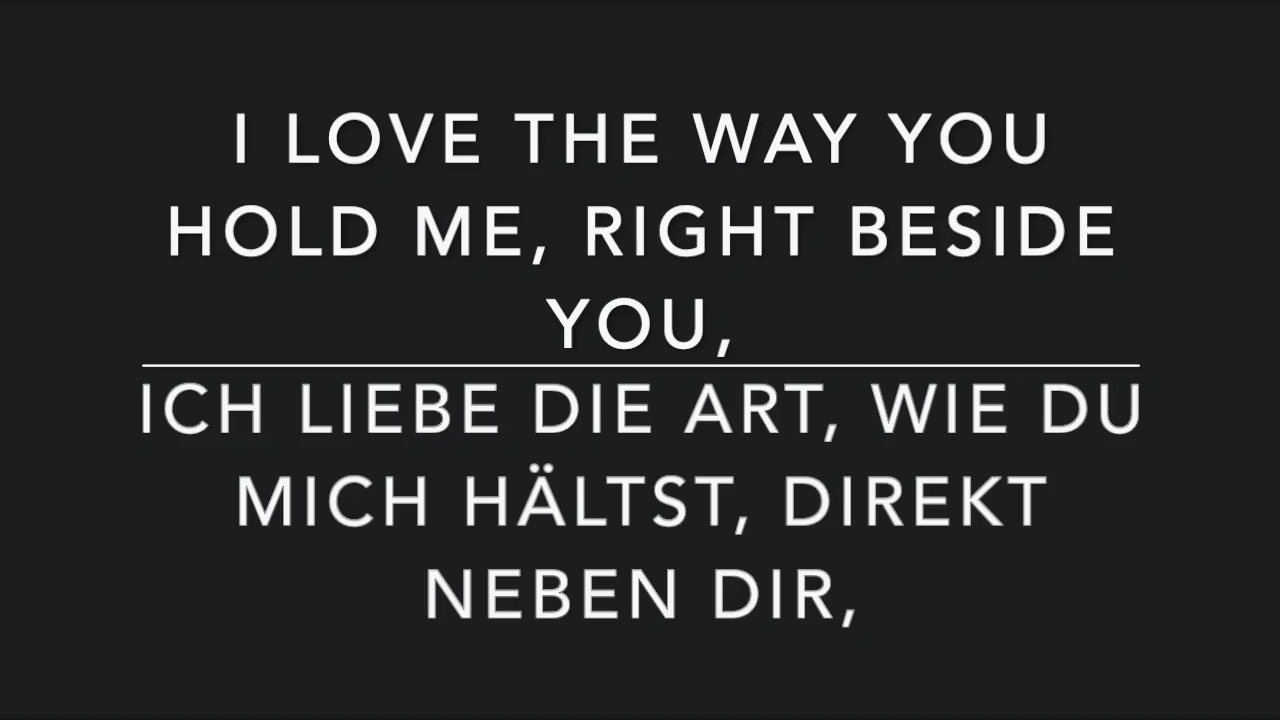 I LOVE THE WAY YOU
HOLD ME, RIGHT BESIDE
YOU,
ICH LIEBE DIE ART, WIE DU
MICH HÄLTST, DIREKT
NEBEN DIR,